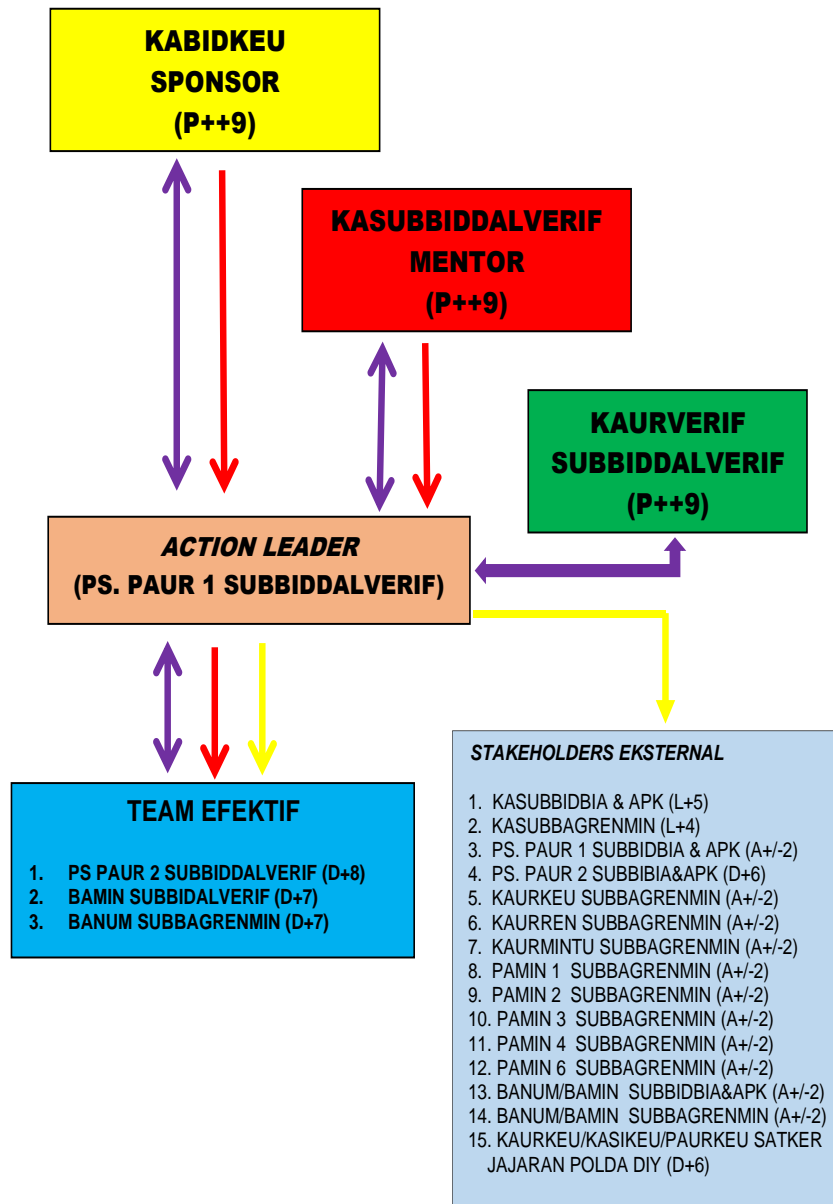 KABIDKEU
SPONSOR
(P++9)
KASUBBIDDALVERIF
MENTOR
(P++9)
KAURVERIF
SUBBIDDALVERIF
(P++9)
ACTION LEADER
(PS. PAUR 1 SUBBIDDALVERIF)
TEAM EFEKTIF
1. PS PAUR 2 SUBBIDDALVERIF (D+8)
2. BAMIN SUBBIDALVERIF (D+7)
3. BANUM SUBBAGRENMIN (D+7)
STAKEHOLDERS EKSTERNAL
1. KASUBBIDBIA & APK (L+5)
2. KASUBBAGRENMIN (L+4)
3. PS. PAUR 1 SUBBIDBIA & APK (A+/-2)
4. PS. PAUR 2 SUBBIBIA&APK (D+6)
5. KAURKEU SUBBAGRENMIN (A+/-2)
6. KAURREN SUBBAGRENMIN (A+/-2)
7. KAURMINTU SUBBAGRENMIN (A+/-2)
8. PAMIN 1 SUBBAGRENMIN (A+/-2)
9. PAMIN 2 SUBBAGRENMIN (A+/-2)
10. PAMIN 3 SUBBAGRENMIN (A+/-2)
11. PAMIN 4 SUBBAGRENMIN (A+/-2)
12. PAMIN 6 SUBBAGRENMIN (A+/-2)
13. BANUM/BAMIN SUBBIDBIA&APK (A+/-2)
14. BANUM/BAMIN SUBBAGRENMIN (A+/-2)
15. KAURKEU/KASIKEU/PAURKEU SATKER
JAJARAN POLDA DIY (D+6)